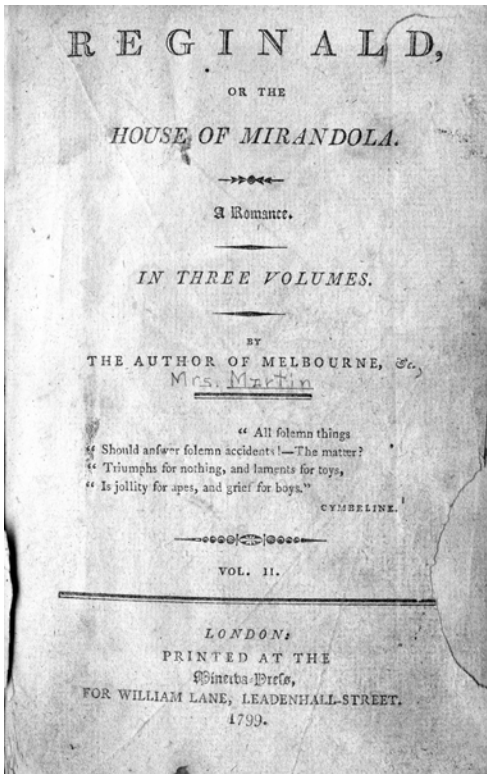 REGINALD,
OR THE
HOUSE OF MIRANDOLA.
A Romance.
IN THREE VOLUMES.
BY
THE AUTHOR OF MELBOURNE, &c.,
Mrs. Martin
“ All ſolemn things
“ Should anſwer ſolemn accidents!—The matter?
“ Triumphs for nothing, and laments for toys,
“ Is jollity for apes, and grief for boys.”
CYMBELINE.
VOL. II.
LONDON:
PRINTED AT THE
Minerva-Preſs,
FOR WILLIAM LANE, LEADENHALL-STREET.
1799.